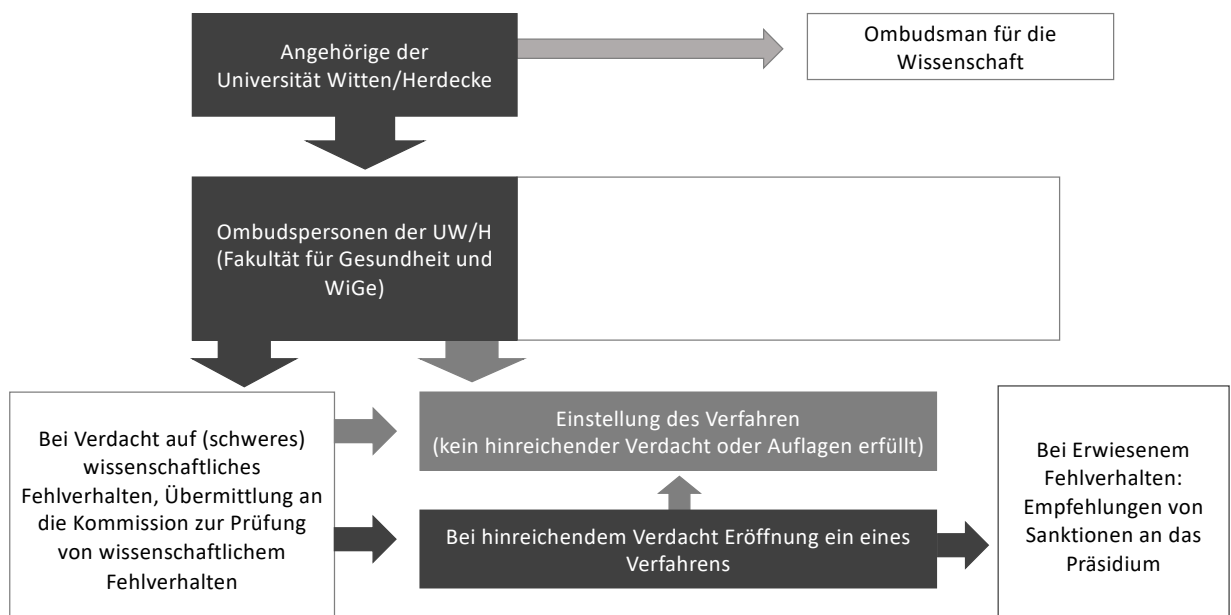 Angehörige der
Universität Witten/Herdecke
Ombudsman für die
Wissenschaft
Ombudspersonen der UW/H
(Fakultät für Gesundheit und
WiGe)
Bei Verdacht auf (schweres)
wissenschaftliches
Fehlverhalten, Übermittlung an
die Kommission zur Prüfung
von wissenschaftlichem
Fehlverhalten
Einstellung des Verfahren
(kein hinreichender Verdacht oder Auflagen erfüllt)
Bei hinreichendem Verdacht Eröffnung ein eines
Verfahrens
Bei Erwiesenem
Fehlverhalten:
Empfehlungen von
Sanktionen an das
Präsidium